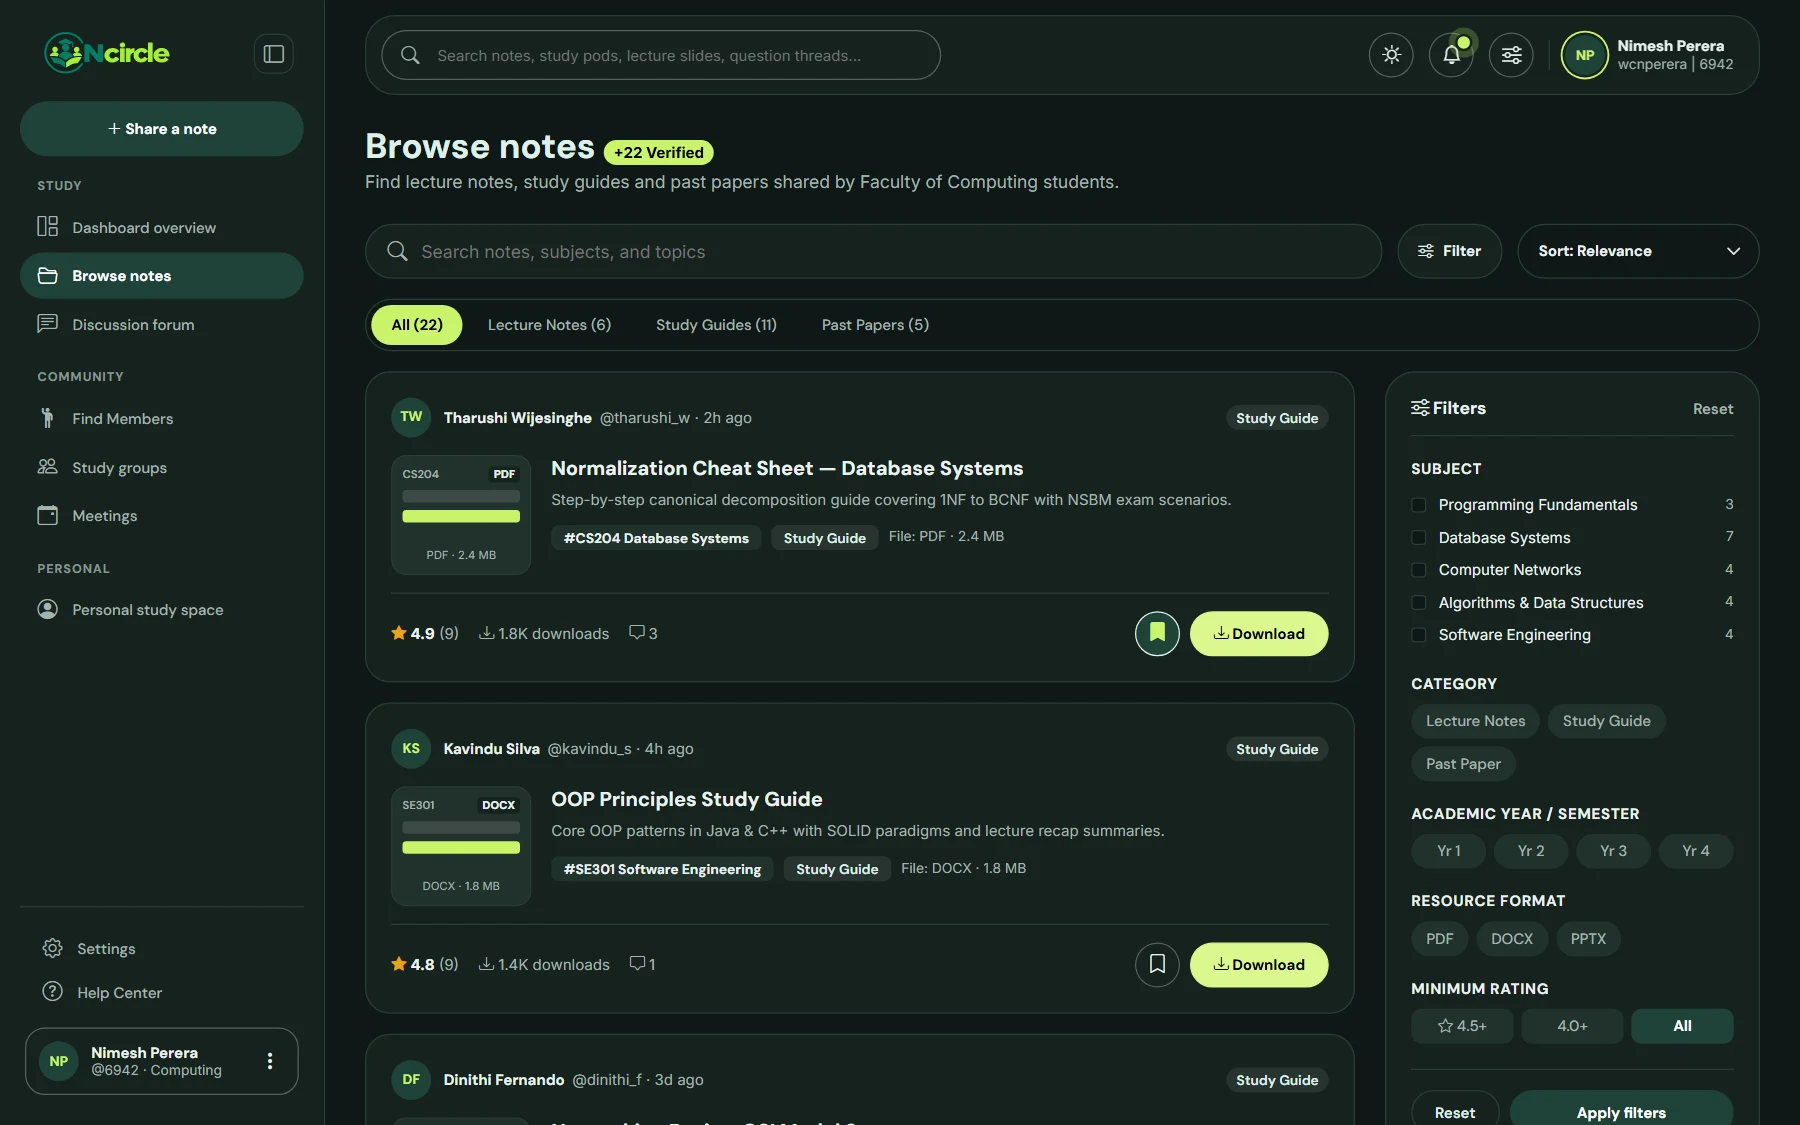 Ncircle
+ Share a note
STUDY
Dashboard overview
Browse notes
Discussion forum
COMMUNITY
Find Members
Study groups
Meetings
PERSONAL
Personal study space
Settings
Help Center
NP
Nimesh Perera
@6942 · Computing
Search notes, study pods, lecture slides, question threads...
NP
Nimesh Perera
wcnperera | 6942
Browse notes +22 Verified
Find lecture notes, study guides and past papers shared by Faculty of Computing students.
Search notes, subjects, and topics
Filter
Sort: Relevance
All (22) Lecture Notes (6) Study Guides (11) Past Papers (5)
TW Tharushi Wijesinghe @tharushi_w · 2h ago Study Guide
CS204 PDF
PDF · 2.4 MB
Normalization Cheat Sheet — Database Systems
Step-by-step canonical decomposition guide covering 1NF to BCNF with NSBM exam scenarios.
#CS204 Database Systems Study Guide File: PDF · 2.4 MB
4.9 (9) 1.8K downloads 3 Download
KS Kavindu Silva @kavindu_s · 4h ago Study Guide
SE301 DOCX
DOCX · 1.8 MB
OOP Principles Study Guide
Core OOP patterns in Java & C++ with SOLID paradigms and lecture recap summaries.
#SE301 Software Engineering Study Guide File: DOCX · 1.8 MB
4.8 (9) 1.4K downloads 1 Download
DF Dinithi Fernando @dinithi_f · 3d ago Study Guide
Filters Reset
SUBJECT
Programming Fundamentals 3
Database Systems 7
Computer Networks 4
Algorithms & Data Structures 4
Software Engineering 4
CATEGORY
Lecture Notes Study Guide
Past Paper
ACADEMIC YEAR / SEMESTER
Yr 1 Yr 2 Yr 3 Yr 4
RESOURCE FORMAT
PDF DOCX PPTX
MINIMUM RATING
4.5+ 4.0+ All
Reset Apply filters